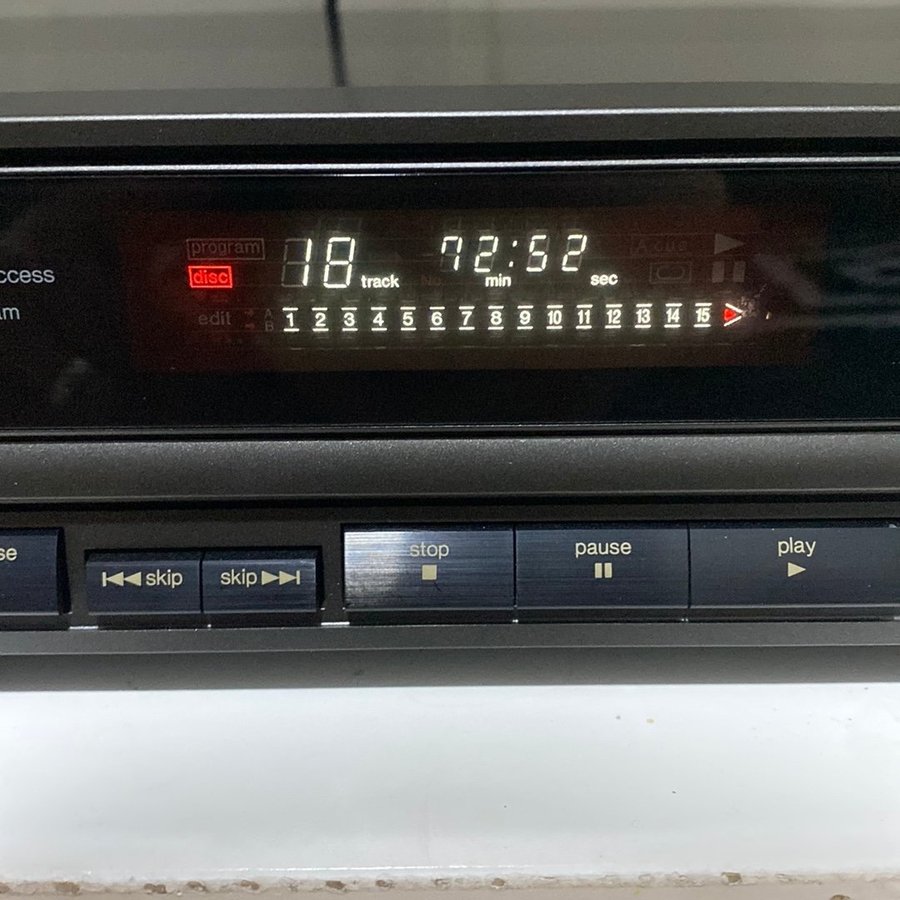 program
18 track 72:52
min sec
ccess
disc
am
edit A B 1 2 3 4 5 6 7 8 9 10 11 12 13 14 15
A.cue
se
skip
skip
stop
pause
play